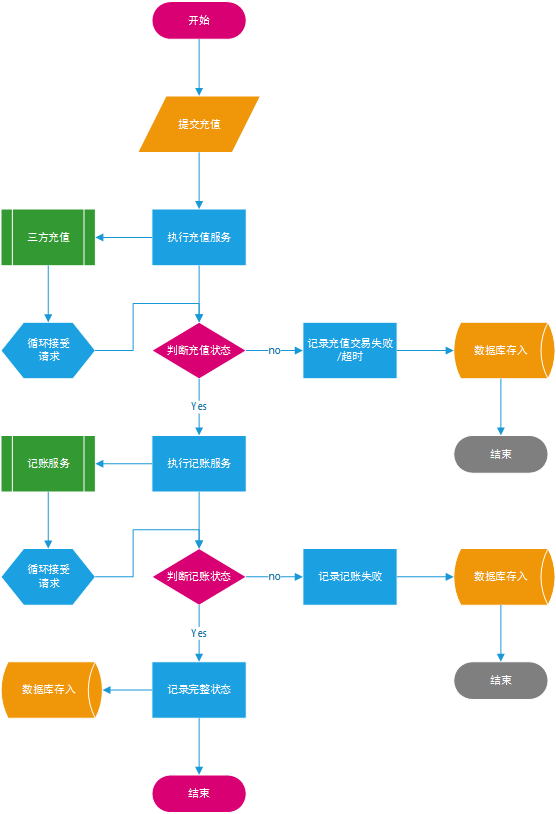 开始
提交充值
三方充值
执行充值服务
循环接受
请求
判断充值状态
no
记录充值交易失败
/超时
数据库存入
Yes
结束
记账服务
执行记账服务
循环接受
请求
判断记账状态
no
记录记账失败
数据库存入
Yes
数据库存入
记录完整状态
结束
结束